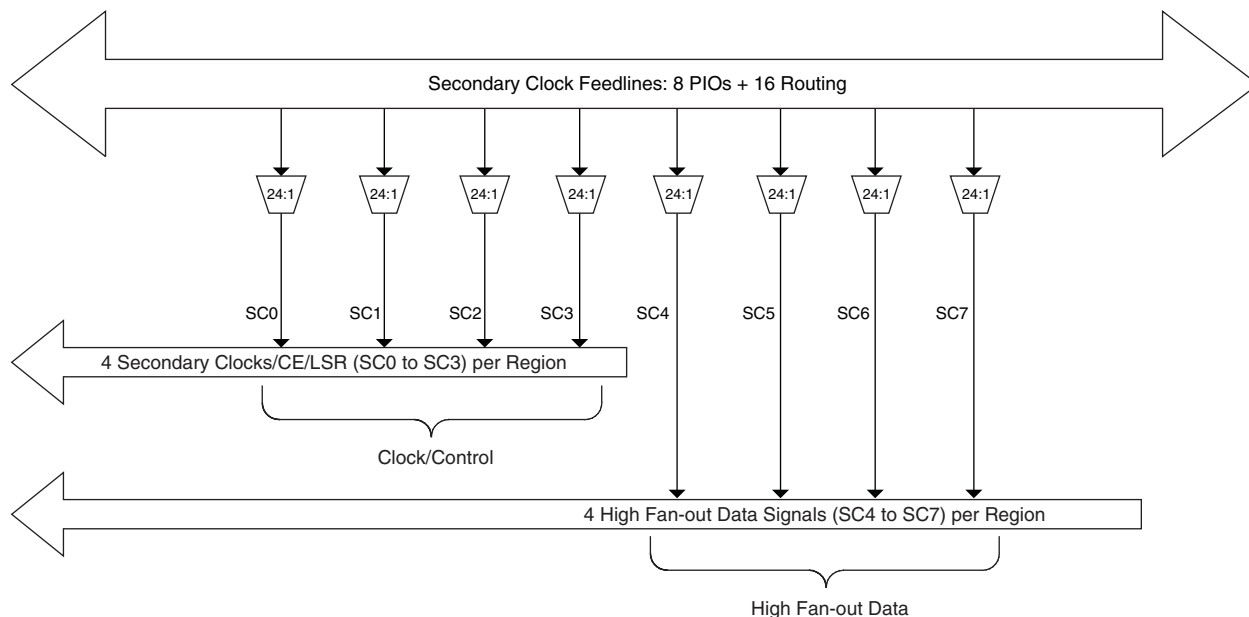 Secondary Clock Feedlines: 8 PIOs + 16 Routing
24:1 24:1 24:1 24:1 24:1 24:1 24:1 24:1
SC0 SC1 SC2 SC3 SC4 SC5 SC6 SC7
4 Secondary Clocks/CE/LSR (SC0 to SC3) per Region
Clock/Control
4 High Fan-out Data Signals (SC4 to SC7) per Region
High Fan-out Data